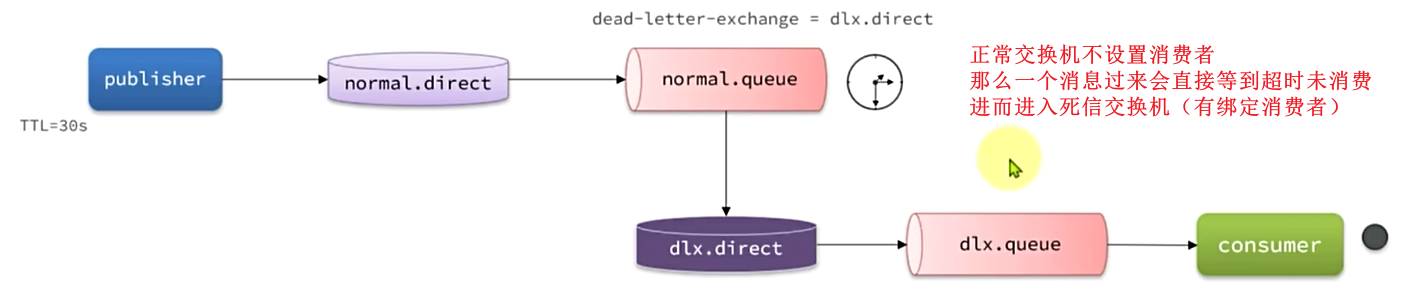 dead-letter-exchange = dlx.direct
publisher
normal.direct
normal.queue
正常交换机不设置消费者
那么一个消息过来会直接等到超时未消费
进而进入死信交换机（有绑定消费者）
TTL=30s
dlx.direct
dlx.queue
consumer